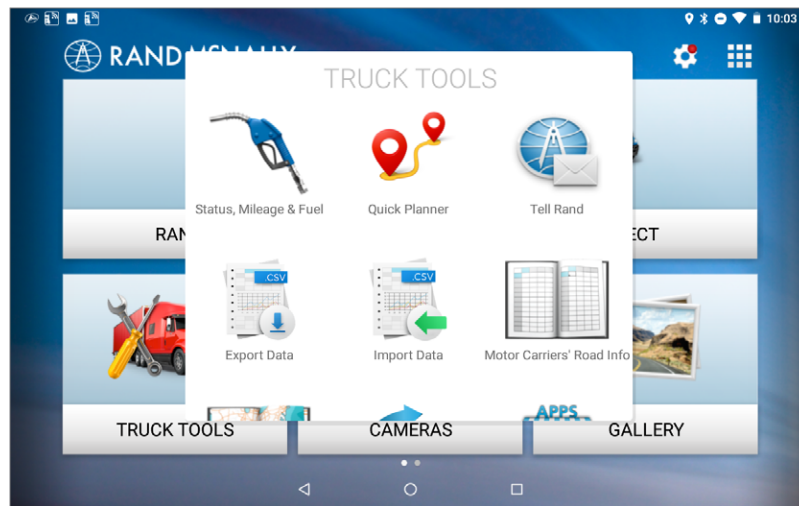 10:03
RAND MCNALLY
TRUCK TOOLS
Status, Mileage & Fuel
Quick Planner
Tell Rand
RAN
ECT
.CSV
.CSV
Export Data
Import Data
Motor Carriers' Road Info
APPS
TRUCK TOOLS
CAMERAS
GALLERY